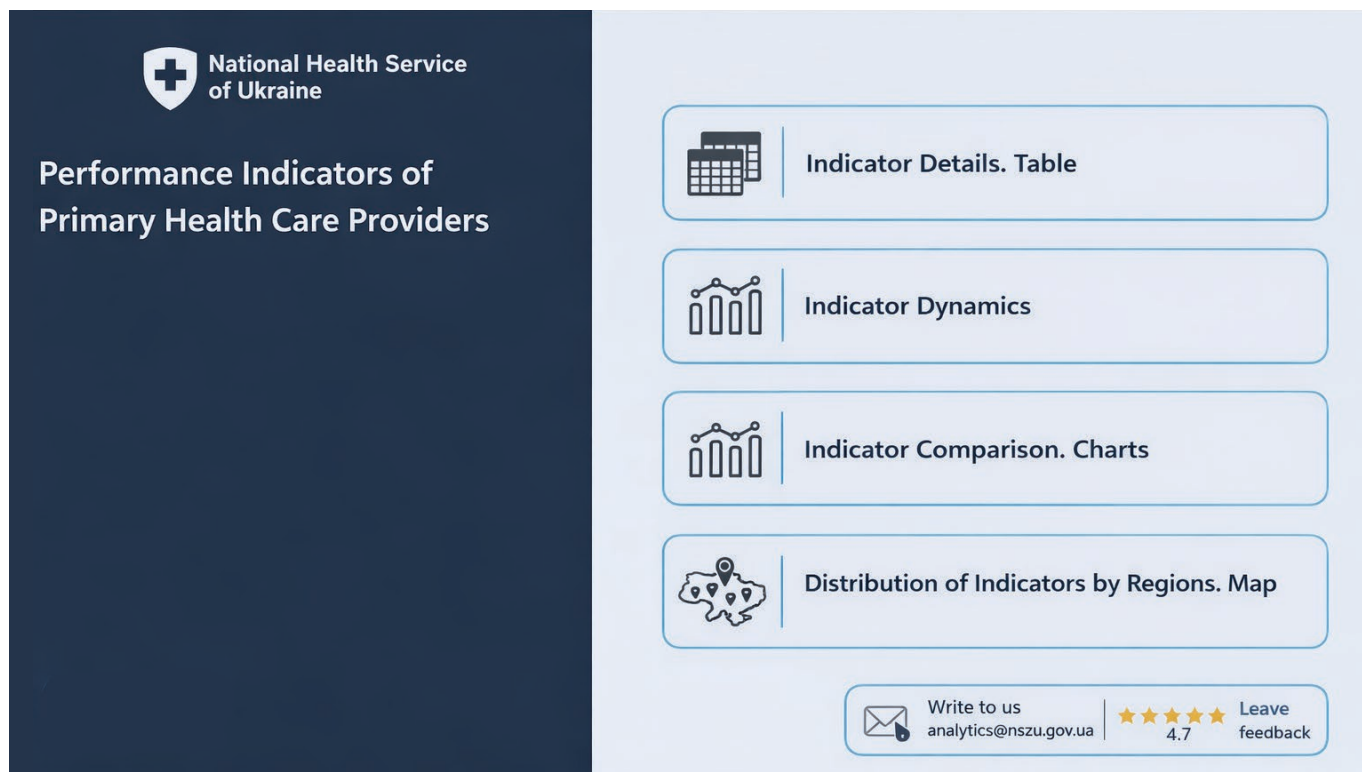 National Health Service
of Ukraine
Performance Indicators of
Primary Health Care Providers
Indicator Details. Table
Indicator Dynamics
Indicator Comparison. Charts
Distribution of Indicators by Regions. Map
Write to us
analytics@nszu.gov.ua
4.7
Leave
feedback